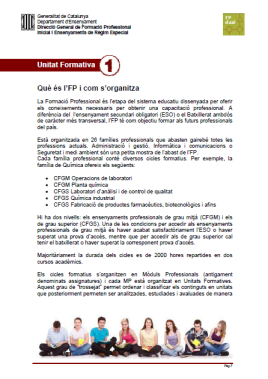 Generalitat de Catalunya
Departament d'Ensenyament
Direcció General de Formació Professional
Inicial i Ensenyaments de Règim Especial
FP
dual
Unitat Formativa 1
Què és l'FP i com s'organitza
La Formació Professional és l'etapa del sistema educatiu dissenyada per oferir
els coneixements necessaris per obtenir una capacitació professional. A
diferència del l'ensenyament secundari obligatori (ESO) o el Batxillerat ambdós
de caràcter més transversal, l'FP té com objectiu formar als futurs professionals
del país.
Està organitzada en 26 famílies professionals que abasten gairebé totes les
professions actuals. Administració i gestió, Informàtica i comunicacions o
Seguretat i medi ambient són una petita mostra de l'abast de l'FP.
Cada família professional conté diversos cicles formatius. Per exemple, la
família de Química ofereix els següents:
• CFGM Operacions de laboratori
• CFGM Planta química
• CFGS Laboratori d'anàlisi i de control de qualitat
• CFGS Química industrial
• CFGS Fabricació de productes farmacèutics, biotecnològics i afins
Hi ha dos nivells: els ensenyaments professionals de grau mitjà (CFGM) i els
de grau superior (CFGS). Una de les condicions per accedir als ensenyaments
professionals de grau mitjà és haver acabat satisfactòriament l'ESO o haver
superat una prova d'accés, mentre que per accedir als de grau superior cal
tenir el batxillerat o haver superat la corresponent prova d'accés.
Majoritàriament la durada dels cicles es de 2000 hores repartides en dos
cursos acadèmics.
Els cicles formatius s'organitzen en Mòduls Professionals (antigament
denominats assignatures) i cada MP està organitzat en Unitats Formatives.
Aquest grau de "trossejat" permet ordenar i classificar els continguts en unitats
que posteriorment permeten ser analitzades, estudiades i avaluades de manera